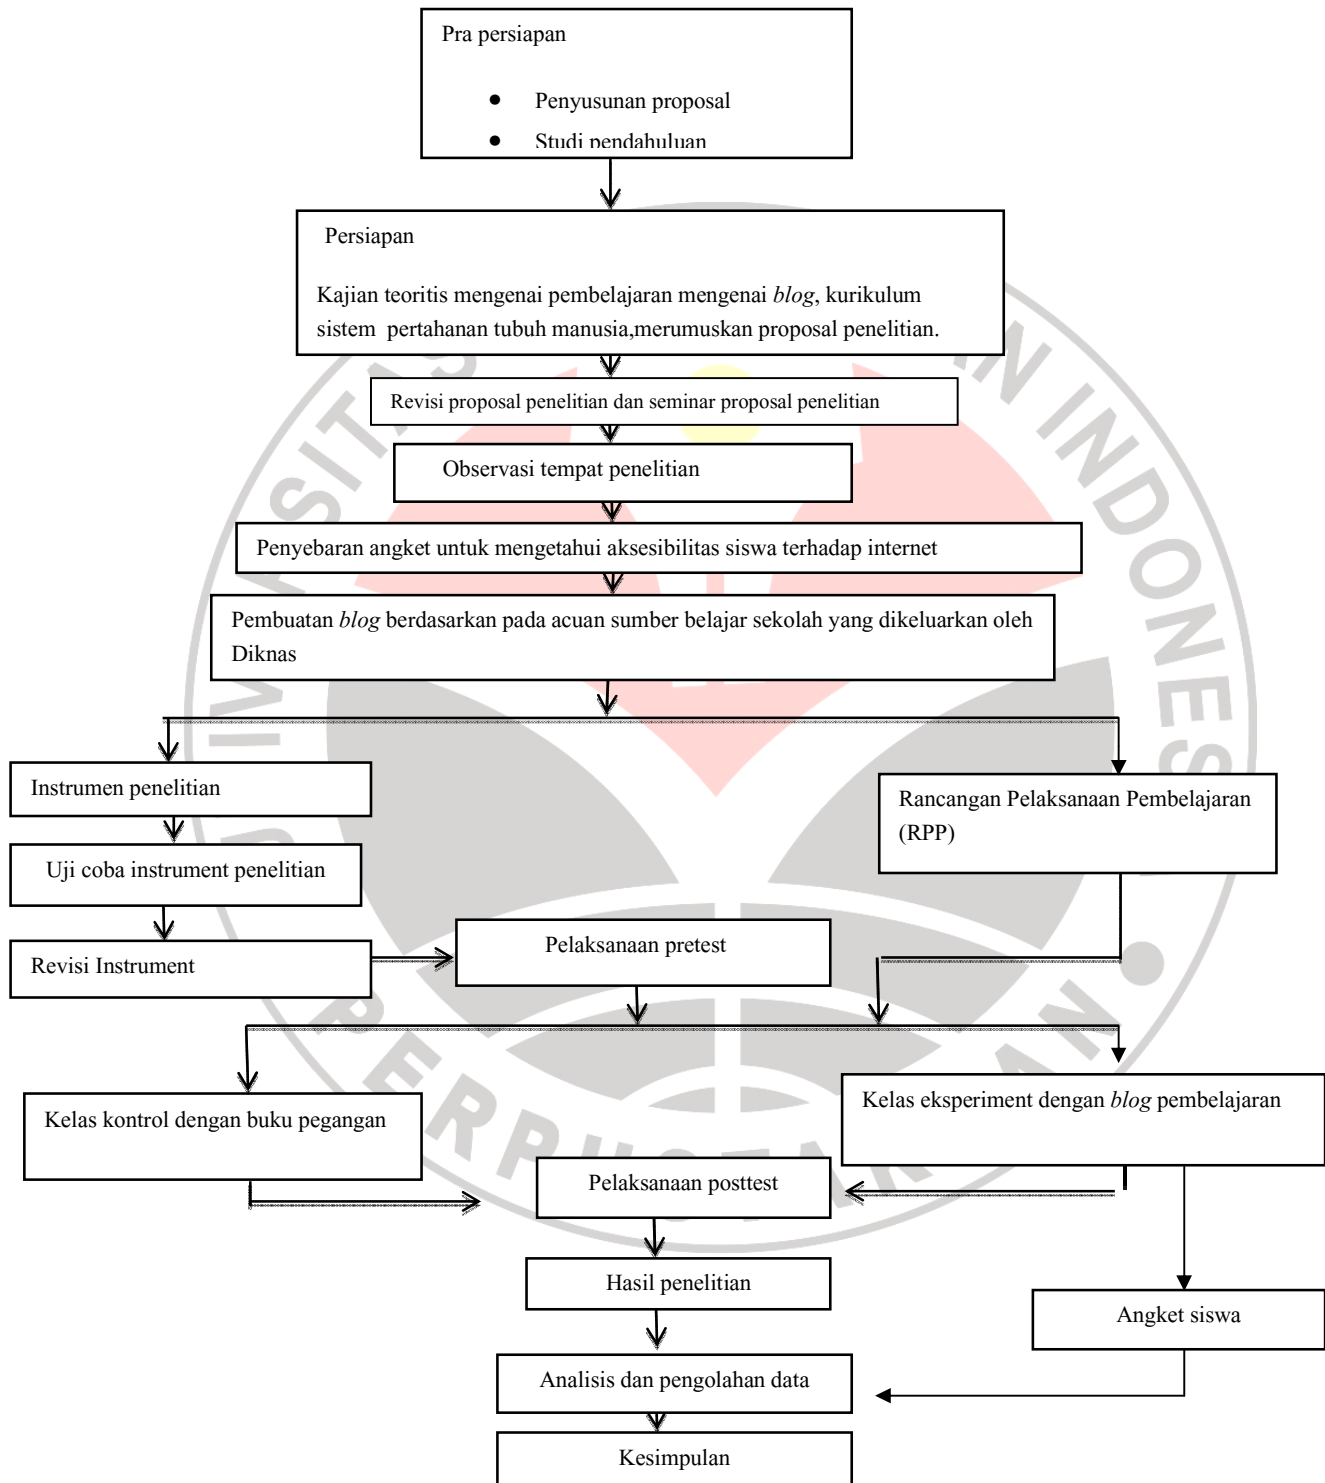 Pra persiapan
• Penyusunan proposal
• Studi pendahuluan
Persiapan
Kajian teoritis mengenai pembelajaran mengenai blog, kurikulum
sistem pertahanan tubuh manusia,merumuskan proposal penelitian.
Revisi proposal penelitian dan seminar proposal penelitian
Observasi tempat penelitian
Penyebaran angket untuk mengetahui aksesibilitas siswa terhadap internet
Pembuatan blog berdasarkan pada acuan sumber belajar sekolah yang dikeluarkan oleh
Diknas
Instrumen penelitian
Rancangan Pelaksanaan Pembelajaran
(RPP)
Uji coba instrument penelitian
Revisi Instrument
Pelaksanaan pretest
Kelas kontrol dengan buku pegangan
Kelas eksperiment dengan blog pembelajaran
Pelaksanaan posttest
Hasil penelitian
Angket siswa
Analisis dan pengolahan data
Kesimpulan
PERPUSTAKAAN